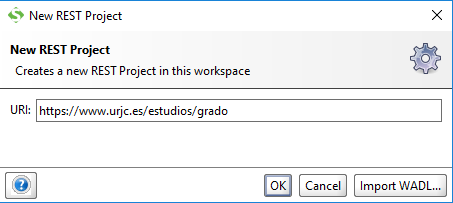 New REST Project
New REST Project
Creates a new REST Project in this workspace
URI: https://www.urjc.es/estudios/grado
? OK Cancel Import WADL...